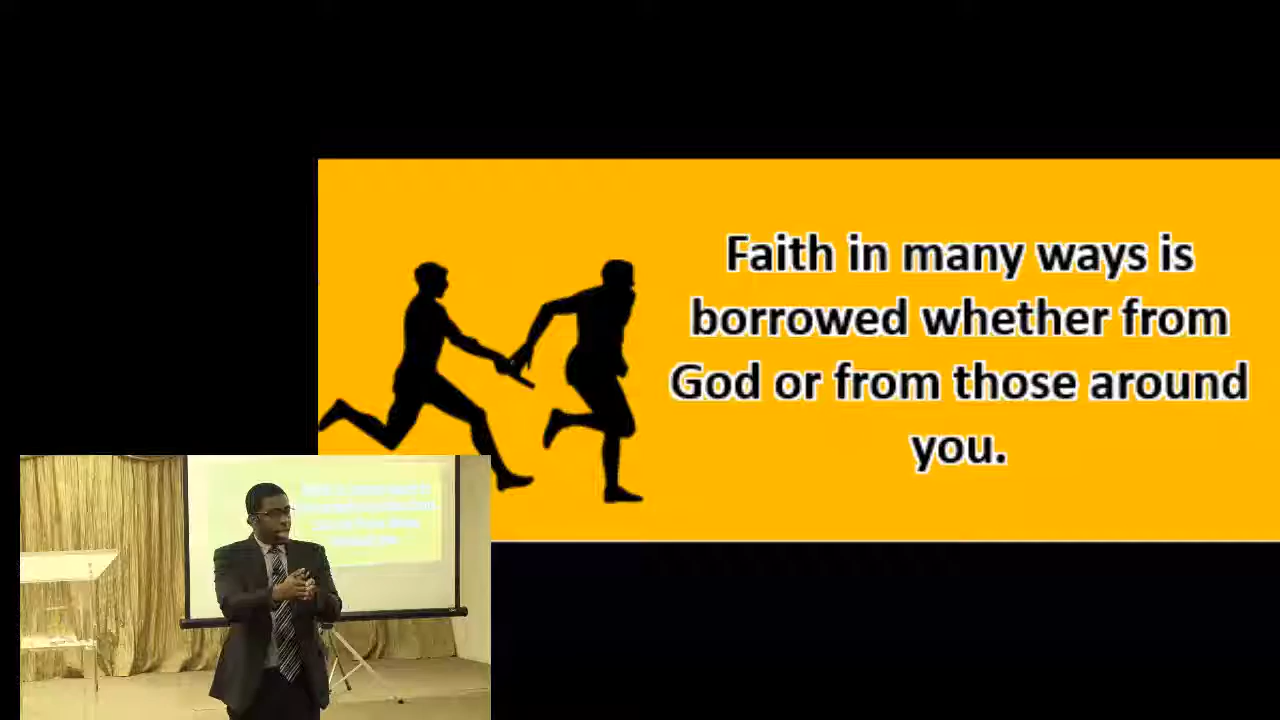 Faith in many ways is
borrowed whether from
God or from those around
you.